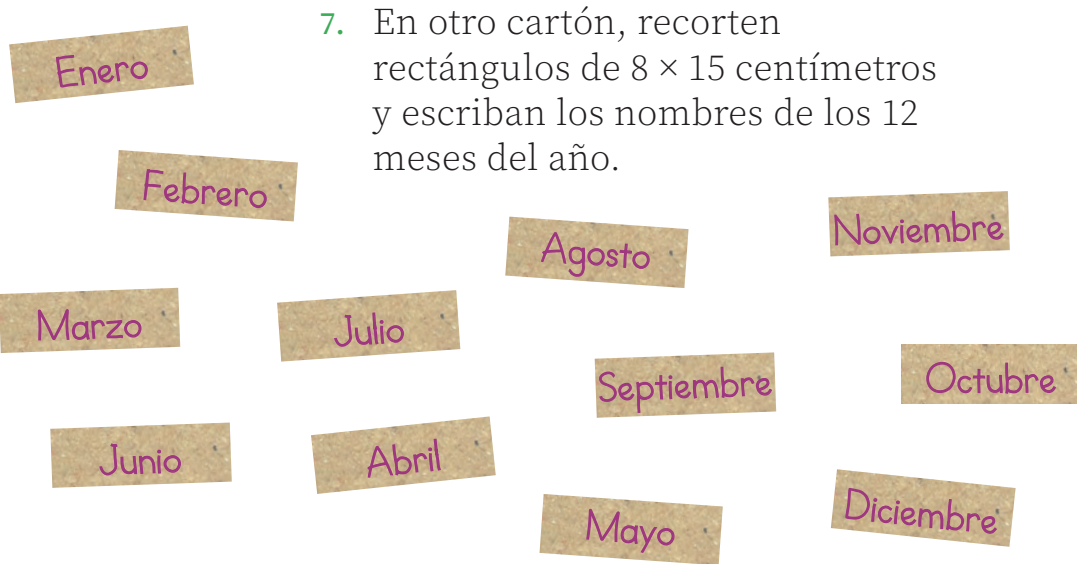 7. En otro cartón, recorten
rectángulos de 8 × 15 centímetros
y escriban los nombres de los 12
meses del año.
Enero
Febrero
Agosto
Noviembre
Marzo
Julio
Septiembre
Octubre
Junio
Abril
Mayo
Diciembre